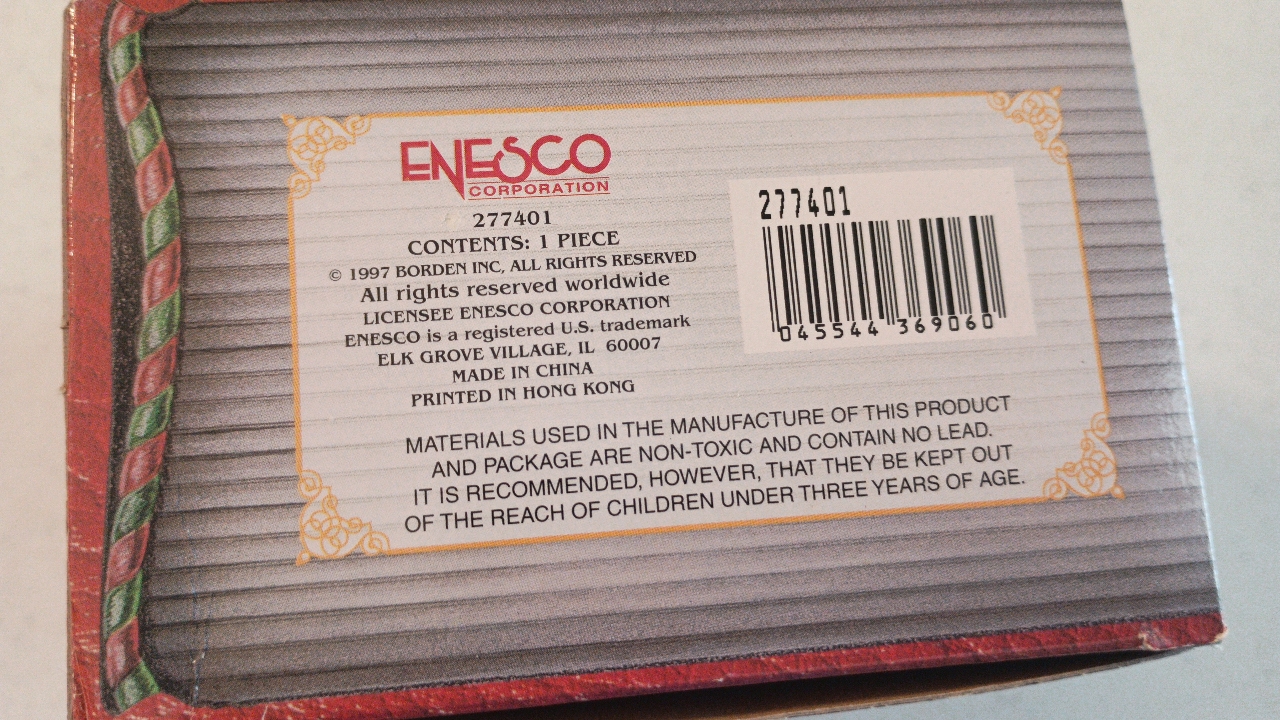 ENESCO
CORPORATION
277401
CONTENTS: 1 PIECE
© 1997 BORDEN INC, ALL RIGHTS RESERVED
All rights reserved worldwide
LICENSEE ENESCO CORPORATION
ENESCO is a registered U.S. trademark
ELK GROVE VILLAGE, IL 60007
MADE IN CHINA
PRINTED IN HONG KONG
277401
045544 369060
MATERIALS USED IN THE MANUFACTURE OF THIS PRODUCT
AND PACKAGE ARE NON-TOXIC AND CONTAIN NO LEAD.
IT IS RECOMMENDED, HOWEVER, THAT THEY BE KEPT OUT
OF THE REACH OF CHILDREN UNDER THREE YEARS OF AGE.